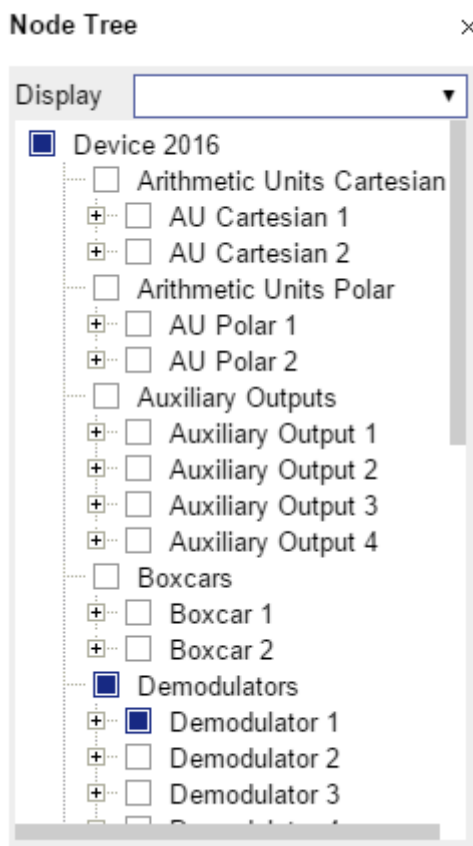 Node Tree
Display
Device 2016
Arithmetic Units Cartesian
AU Cartesian 1
AU Cartesian 2
Arithmetic Units Polar
AU Polar 1
AU Polar 2
Auxiliary Outputs
Auxiliary Output 1
Auxiliary Output 2
Auxiliary Output 3
Auxiliary Output 4
Boxcars
Boxcar 1
Boxcar 2
Demodulators
Demodulator 1
Demodulator 2
Demodulator 3